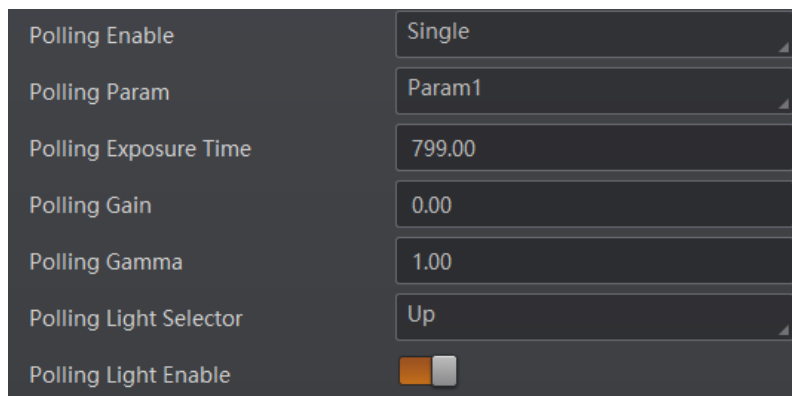 Polling Enable Single
Polling Param Param1
Polling Exposure Time 799.00
Polling Gain 0.00
Polling Gamma 1.00
Polling Light Selector Up
Polling Light Enable